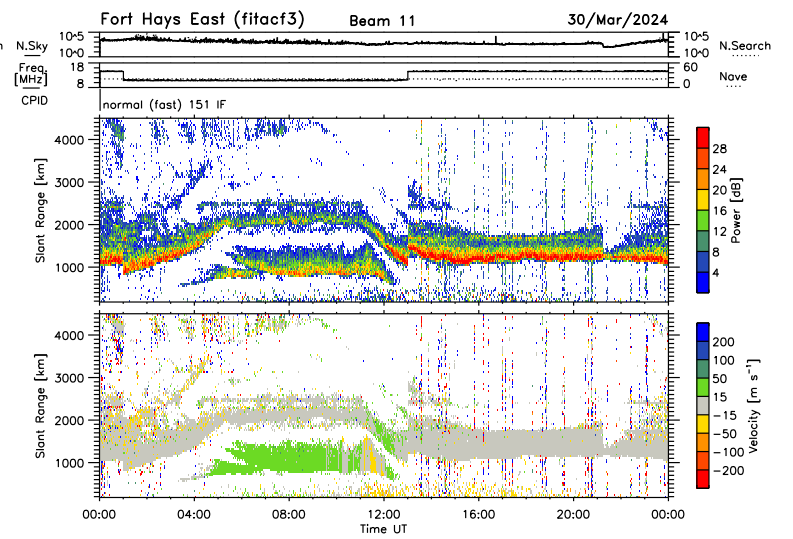 Fort Hays East (fitacf3) Beam 11 30/Mar/2024
N.Sky 10^5 10^0 10^5 10^0 N.Search
Freq. [MHz] 18 8 60 0 Nave
CPID normal (fast) 151 IF
Slant Range [km] 4000 3000 2000 1000
Power [dB] 28 24 20 16 12 8 4
Slant Range [km] 4000 3000 2000 1000
Velocity [m s⁻¹] 200 100 50 15 -15 -50 -100 -200
00:00 04:00 08:00 12:00 16:00 20:00 00:00
Time UT